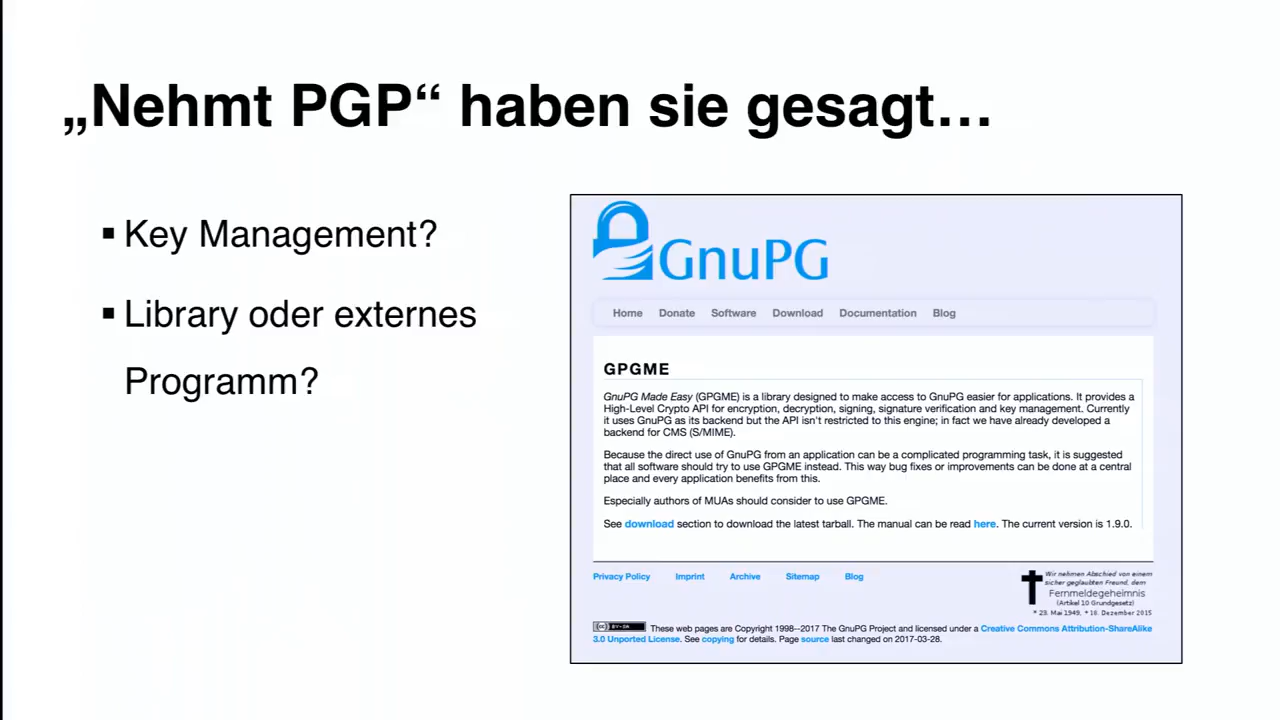 „Nehmt PGP“ haben sie gesagt…
▪ Key Management?
▪ Library oder externes
Programm?
GnuPG
Home Donate Software Download Documentation Blog
GPGME
GnuPG Made Easy (GPGME) is a library designed to make access to GnuPG easier for applications. It provides a
High-Level Crypto API for encryption, decryption, signing, signature verification and key management. Currently
it uses GnuPG as its backend but the API isn't restricted to this engine; in fact we have already developed a
backend for CMS (S/MIME).
Because the direct use of GnuPG from an application can be a complicated programming task, it is suggested
that all software should try to use GPGME instead. This way bug fixes or improvements can be done at a central
place and every application benefits from this.
Especially authors of MUAs should consider to use GPGME.
See download section to download the latest tarball. The manual can be read here. The current version is 1.9.0.
Privacy Policy Imprint Archive Sitemap Blog
Wir nehmen Abschied von einem
sicher geglaubten Freund, dem
Fernmeldegeheimnis
(Artikel 10 Grundgesetz)
* 23. Mai 1949, ✝ 18. Dezember 2015
(cc) BY-SA These web pages are Copyright 1998--2017 The GnuPG Project and licensed under a Creative Commons Attribution-ShareAlike
3.0 Unported License. See copying for details. Page source last changed on 2017-03-28.